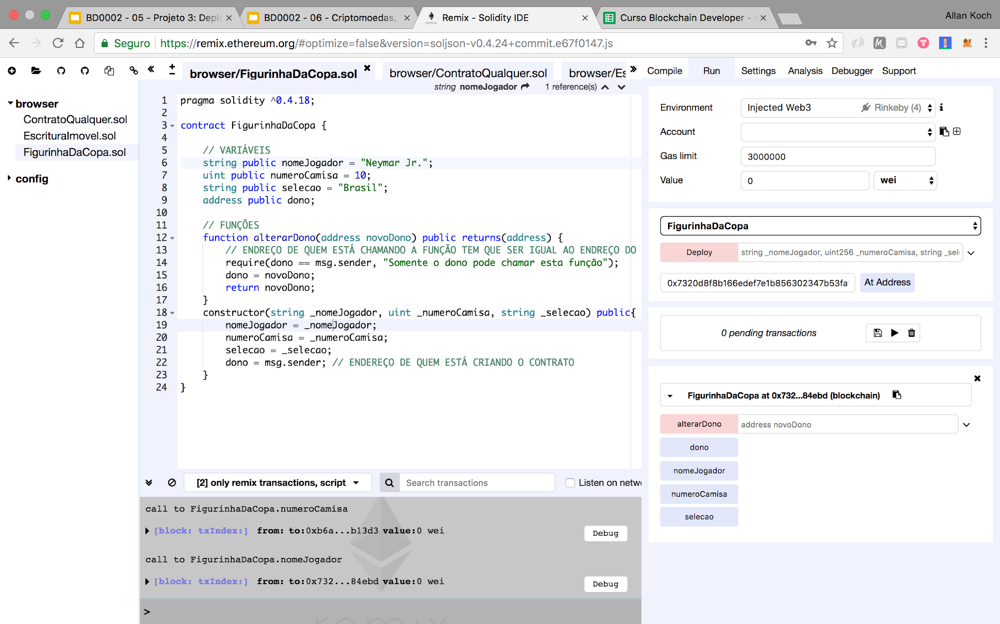 BD0002 - 05 - Projeto 3: Deplo
BD0002 - 06 - Criptomoedas,
remix
Remix - Solidity IDE
Curso Blockchain Developer -
Allan Koch
Seguro
https://remix.ethereum.org/#optimize=false&version=soljson-v0.4.24+commit.e67f0147.js
browser
ContratoQualquer.sol
EscrituraImovel.sol
FigurinhaDaCopa.sol
config
browser/FigurinhaDaCopa.sol
browser/ContratoQualquer.sol
browser/Es
string nomeJogador 1 reference(s)
1 pragma solidity ^0.4.18;
2
3 contract FigurinhaDaCopa {
4
5 // VARIÁVEIS
6 string public nomeJogador = "Neymar Jr.";
7 uint public numeroCamisa = 10;
8 string public selecao = "Brasil";
9 address public dono;
10
11 // FUNÇÕES
12 function alterarDono(address novoDono) public returns(address) {
13 // ENDREÇO DE QUEM ESTÁ CHAMANDO A FUNÇÃO TEM QUE SER IGUAL AO ENDREÇO DO
14 require(dono == msg.sender, "Somente o dono pode chamar esta função");
15 dono = novoDono;
16 return novoDono;
17 }
18 constructor(string _nomeJogador, uint _numeroCamisa, string _selecao) public{
19 nomeJogador = _nomeJogador;
20 numeroCamisa = _numeroCamisa;
21 selecao = _selecao;
22 dono = msg.sender; // ENDEREÇO DE QUEM ESTÁ CRIANDO O CONTRATO
23 }
24 }
[2] only remix transactions, script
Search transactions
Listen on netwo
call to FigurinhaDaCopa.numeroCamisa
[block: txIndex:] from: to:0xb6a...b13d3 value:0 wei
Debug
call to FigurinhaDaCopa.nomeJogador
[block: txIndex:] from: to:0x732...84ebd value:0 wei
Debug
>
remix
Compile
Run
Settings
Analysis
Debugger
Support
Environment
Injected Web3
Rinkeby (4)
Account
Gas limit
3000000
Value
0
wei
FigurinhaDaCopa
Deploy
string _nomeJogador, uint256 _numeroCamisa, string _sel
0x7320d8f8b166edef7e1b856302347b53fa
At Address
0 pending transactions
FigurinhaDaCopa at 0x732...84ebd (blockchain)
alterarDono
address novoDono
dono
nomeJogador
numeroCamisa
selecao